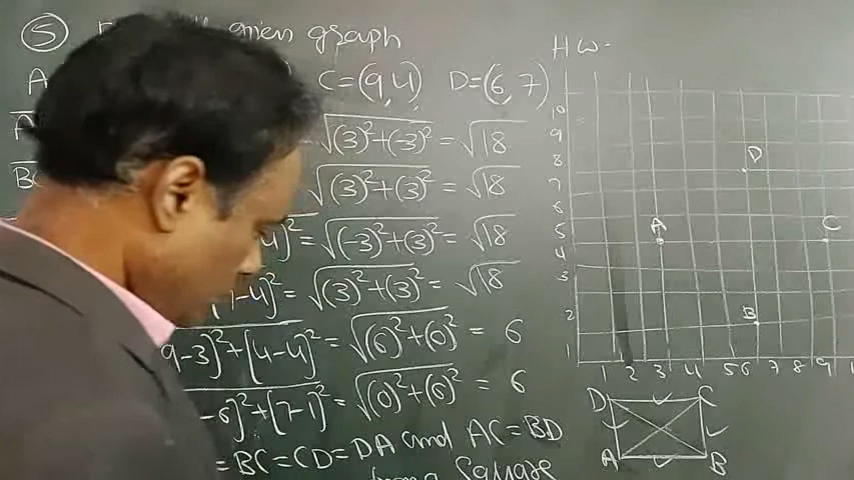 5 given graph
A C=(9,4) D=(6,7)
√(3)²+(-3)² = √18
B √(3)²+(3)² = √18
4]² = √(-3)²+(3)² = √18
-4]² = √(3)²+(3)² = √18
9-3]²+[4-4]² = √(6)²+(0)² = 6
-6]²+[7-1]² = √(0)²+(6)² = 6
=BC=CD=DA and AC=BD
Square
HW.
10
9
8 D
7
6
5 A C
4
3
2 B
1
1 2 3 4 5 6 7 8 9 10
D C
A B